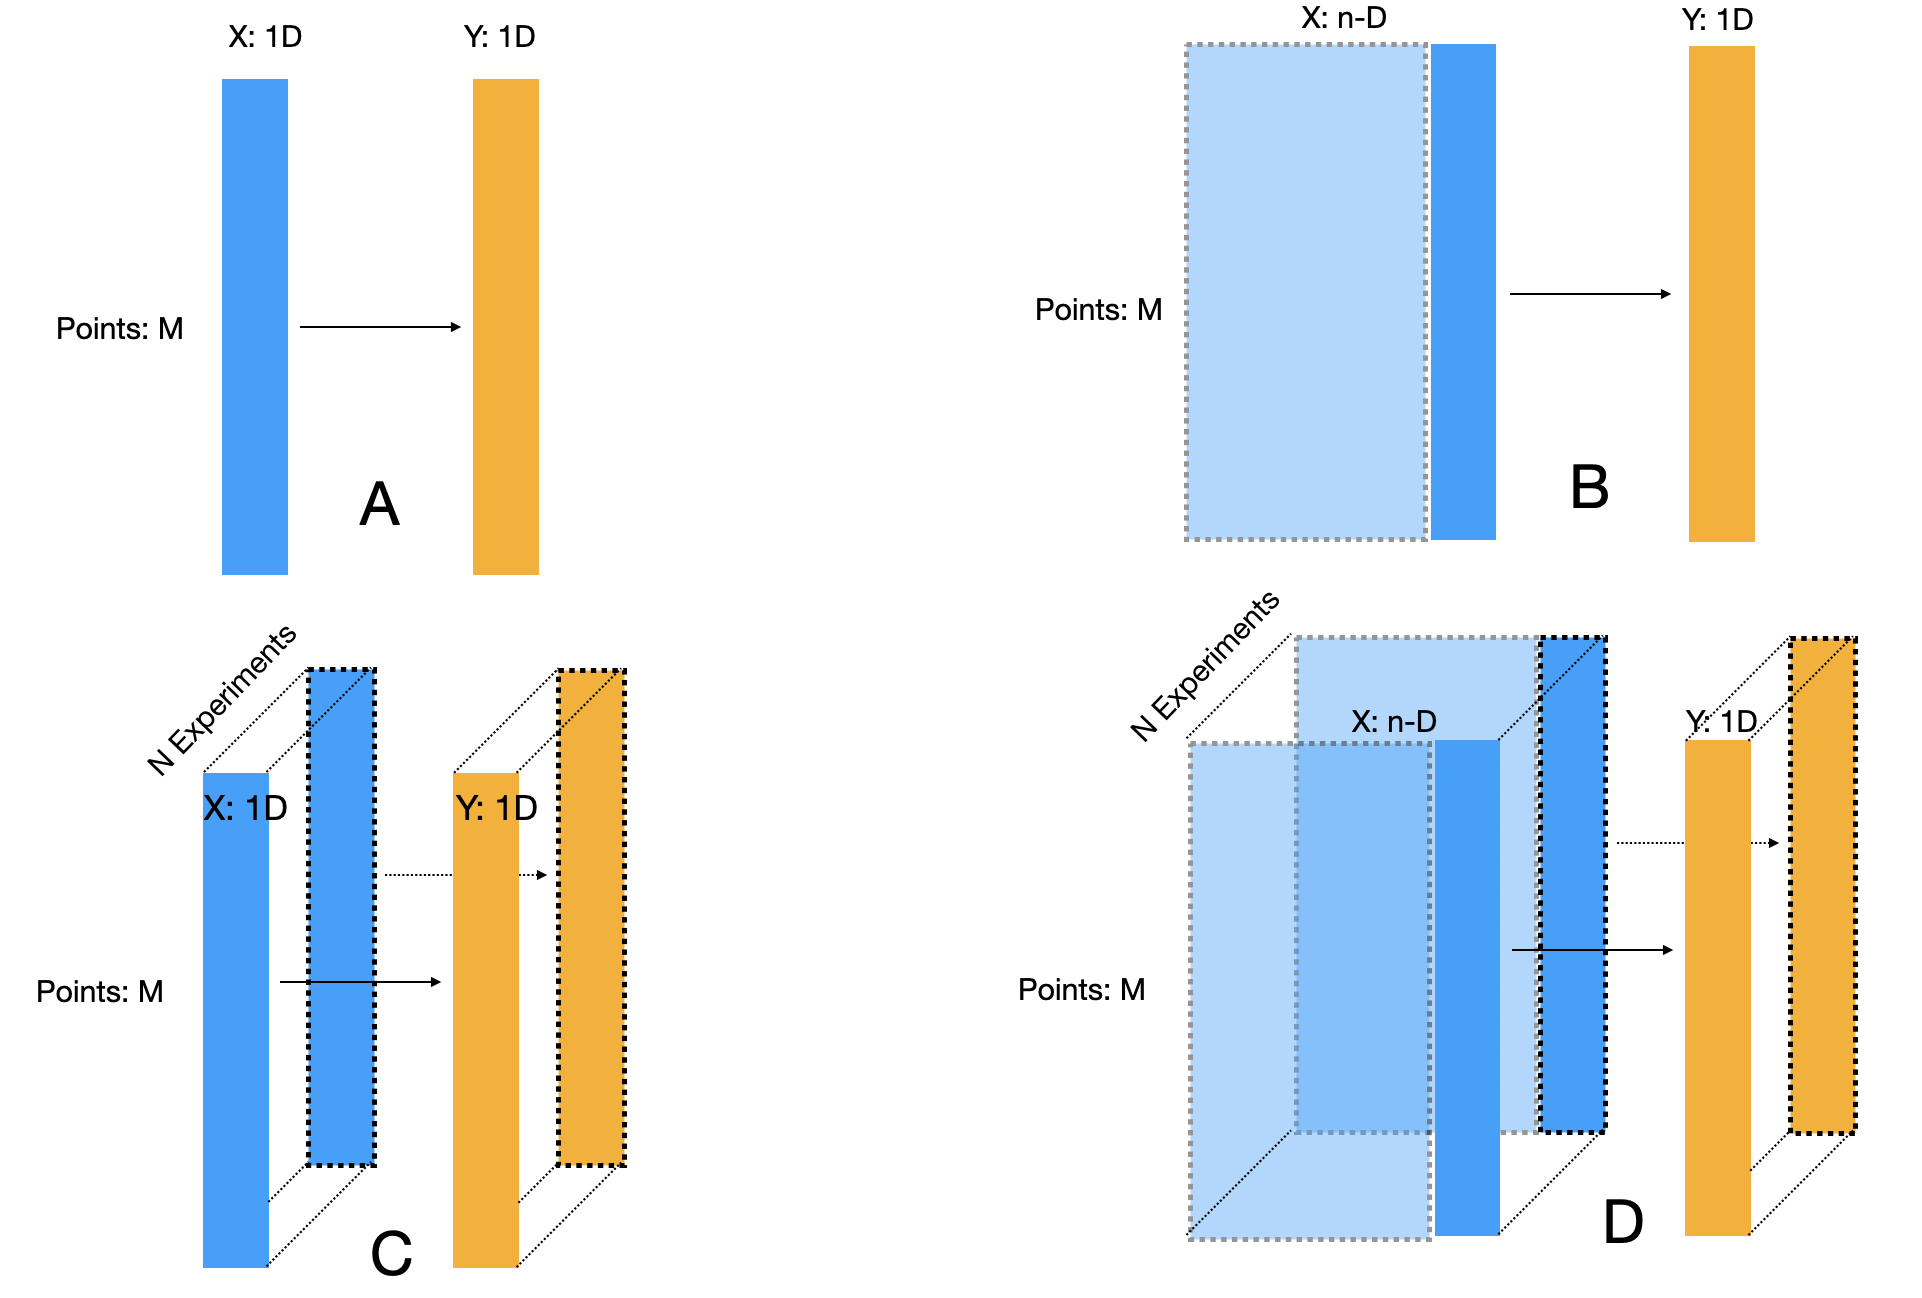 X: 1D
Y: 1D
Points: M
A
X: n-D
Y: 1D
Points: M
B
N Experiments
X: 1D
Y: 1D
Points: M
C
N Experiments
X: n-D
Y: 1D
Points: M
D